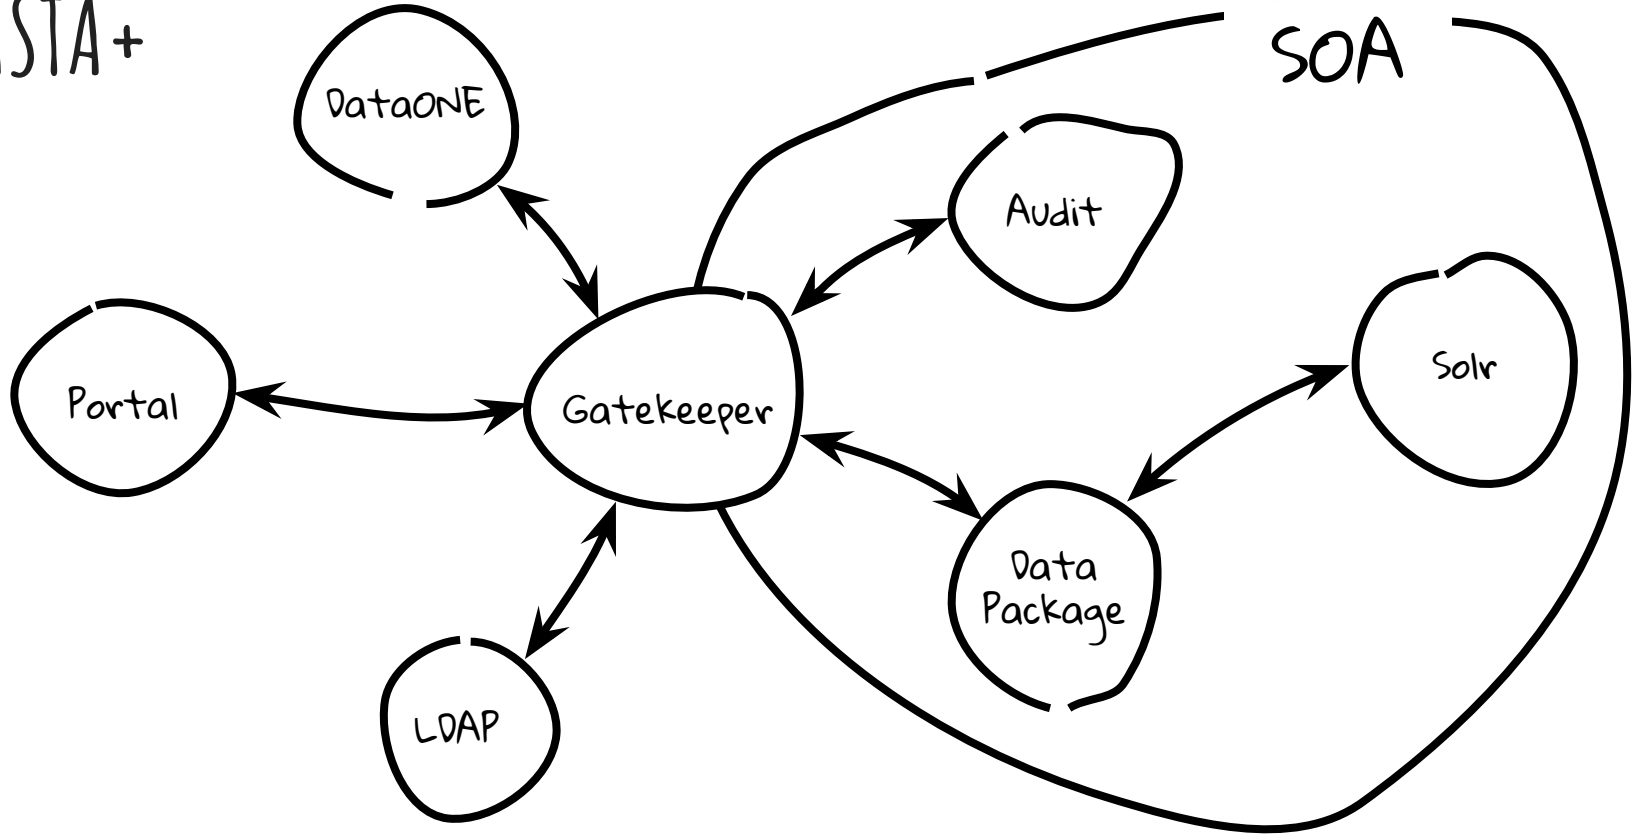 STA+
SOA
DataONE
Audit
Solr
Portal
Gatekeeper
Data
Package
LDAP